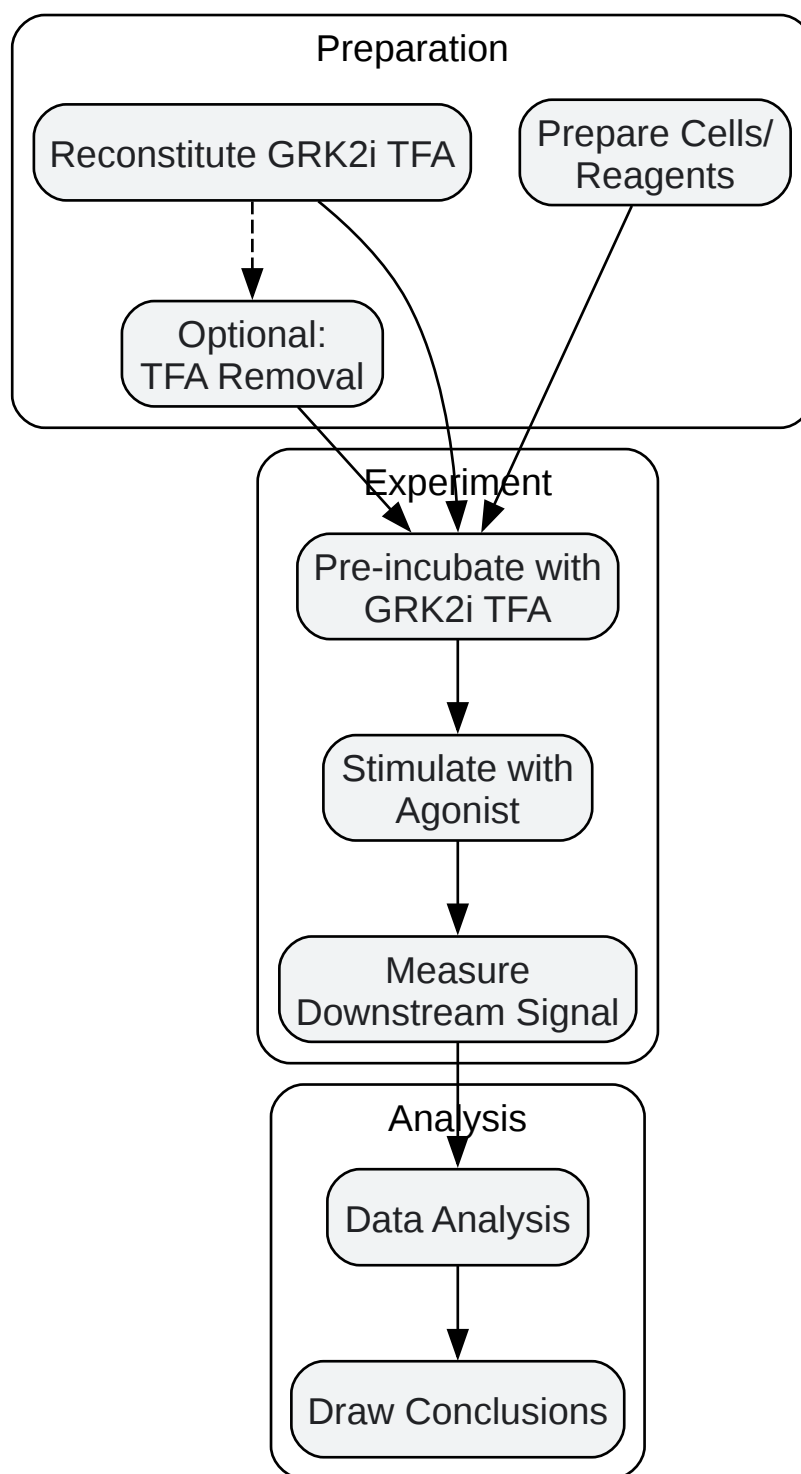 Preparation
Reconstitute GRK2i TFA
Prepare Cells/
Reagents
Optional:
TFA Removal
Experiment
Pre-incubate with
GRK2i TFA
Stimulate with
Agonist
Measure
Downstream Signal
Analysis
Data Analysis
Draw Conclusions